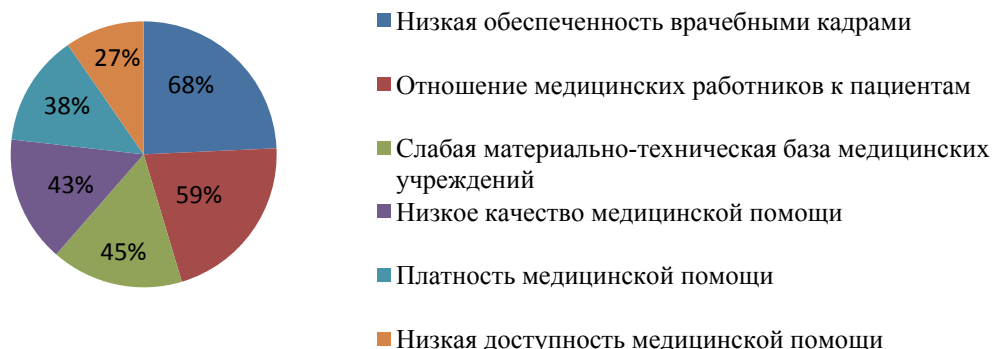 68%
59%
45%
43%
38%
27%
Низкая обеспеченность врачебными кадрами
Отношение медицинских работников к пациентам
Слабая материально-техническая база медицинских
учреждений
Низкое качество медицинской помощи
Платность медицинской помощи
Низкая доступность медицинской помощи